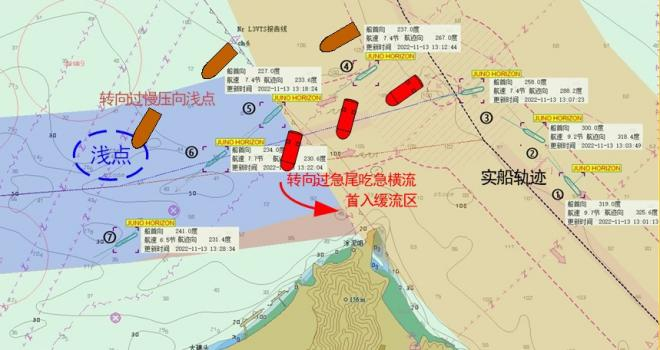 Nr L3VTS报告线
ch6
船首向 237.0度
航速 7.4节 航迹向 267.0度
更新时间 2022-11-13 13:12:44
JUNO HORIZON
④
船首向 227.0度
航速 7.4节 航迹向 233.6度
更新时间 2022-11-13 13:18:24
JUNO HORIZON
⑤
JUNO HORIZON
船首向 258.0度
航速 7.4节 航迹向 288.2度
更新时间 2022-11-13 13:07:23
③
转向过慢压向浅点
浅点
JUNO HORIZON
船首向 300.0度
航速 9.2节 航迹向 318.4度
更新时间 2022-11-13 13:03:49
②
JUNO HORIZON
⑥
船首向 234.0度
航速 7.7节 航迹向 230.6度
13:22:04
转向过急尾吃急横流
首入缓流区
实船轨迹
JUNO HORIZON
①
船首向 319.0度
航速 9.7节 航迹向 325.6度
更新时间 2022-11-13 13:01:13
JUNO HORIZON
⑦
船首向 241.0度
航速 6.5节 航迹向 231.4度
更新时间 2022-11-13 13:28:34
136m
大礁头